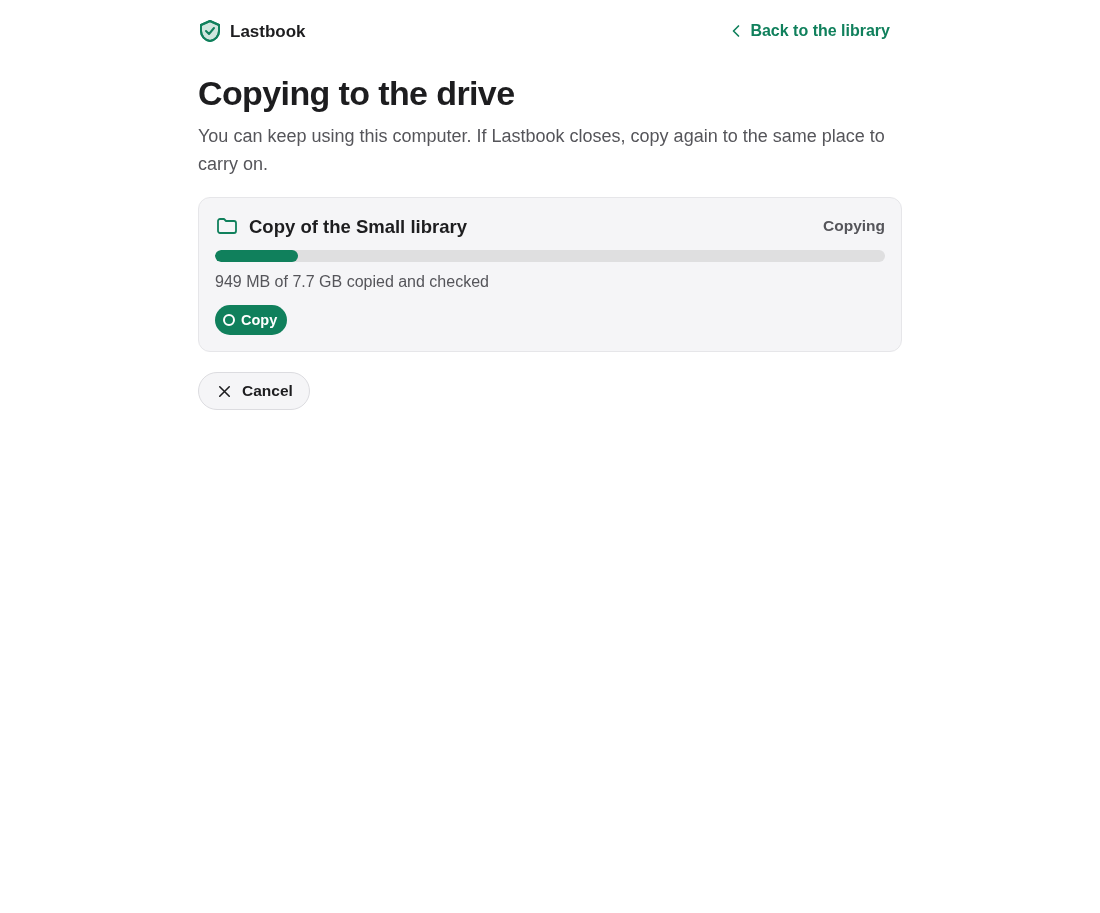 Lastbook
Back to the library
Copying to the drive
You can keep using this computer. If Lastbook closes, copy again to the same place to
carry on.
Copy of the Small library
Copying
949 MB of 7.7 GB copied and checked
Copy
Cancel